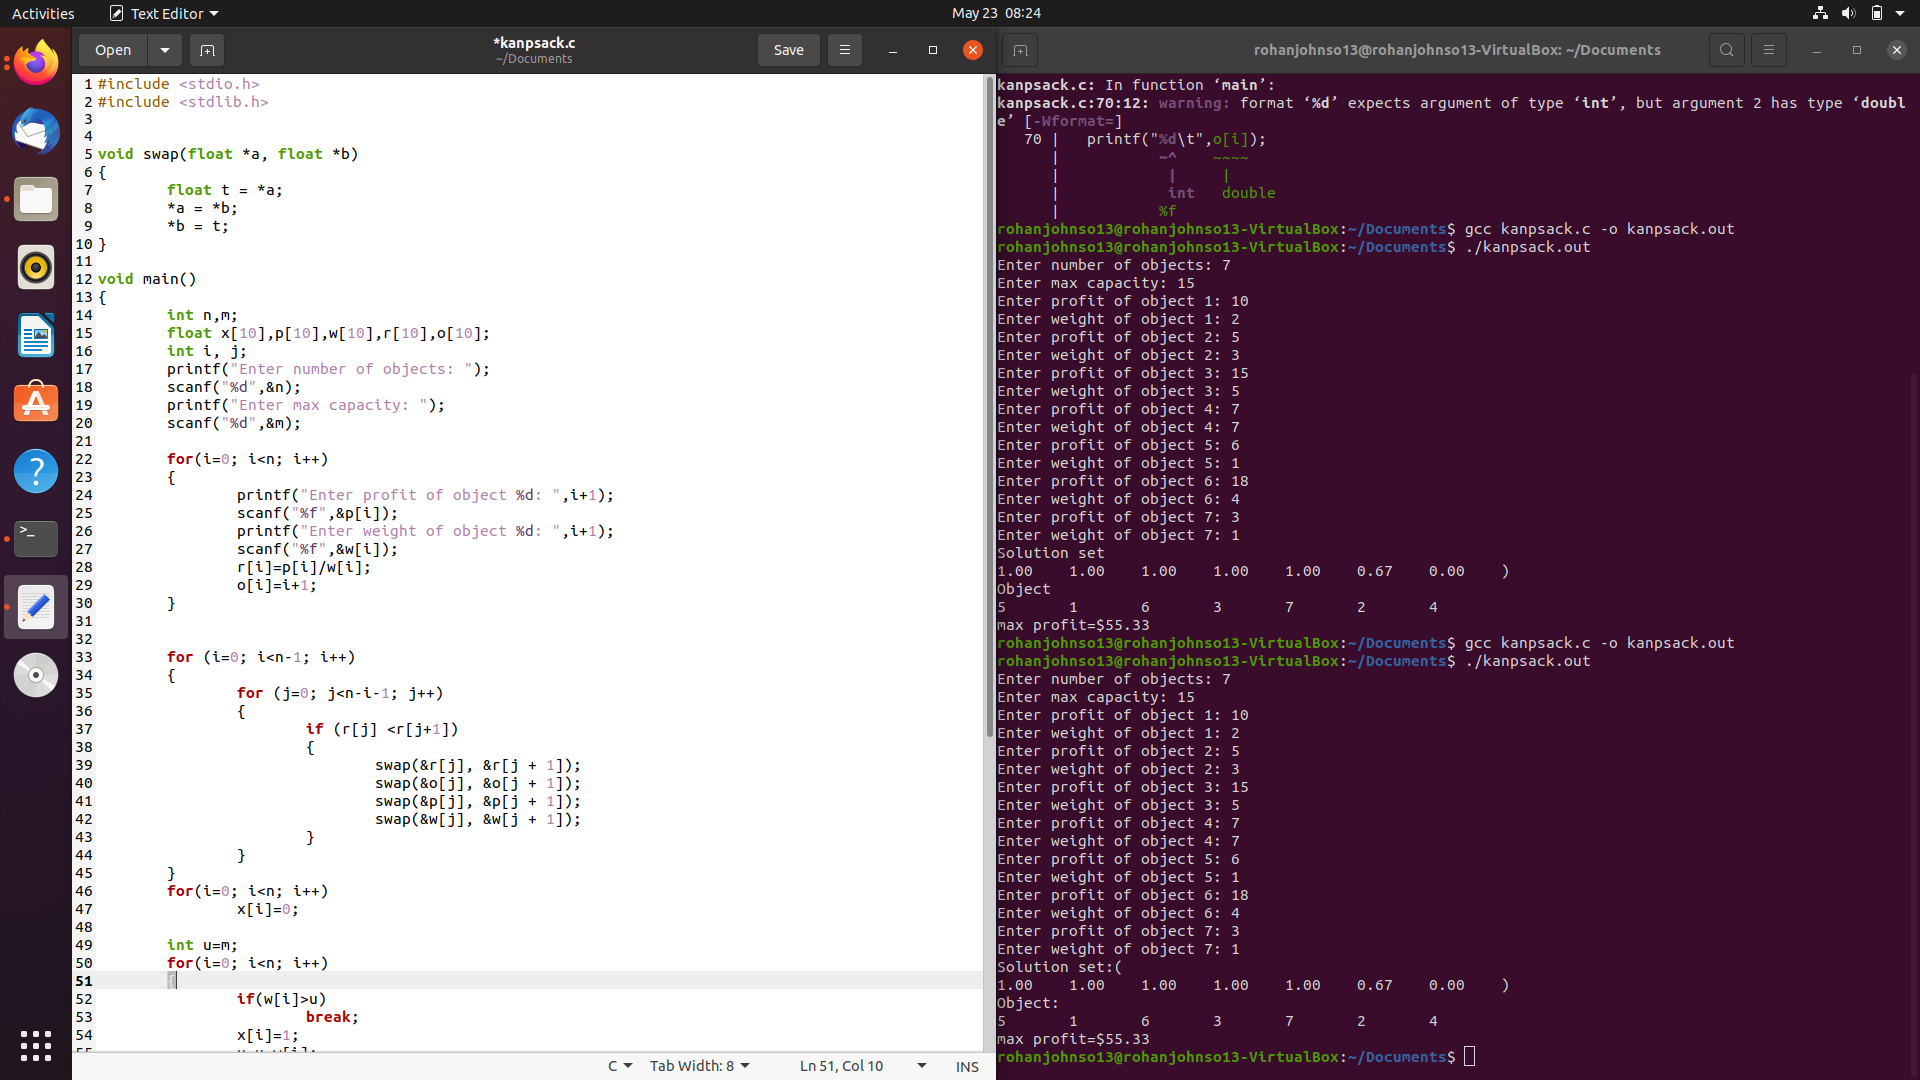 Activities Text Editor May 23 08:24
Open *kanpsack.c Save
~/Documents
1 #include <stdio.h>
2 #include <stdlib.h>
3
4
5 void swap(float *a, float *b)
6 {
7 float t = *a;
8 *a = *b;
9 *b = t;
10 }
11
12 void main()
13 {
14 int n,m;
15 float x[10],p[10],w[10],r[10],o[10];
16 int i, j;
17 printf("Enter number of objects: ");
18 scanf("%d",&n);
19 printf("Enter max capacity: ");
20 scanf("%d",&m);
21
22 for(i=0; i<n; i++)
23 {
24 printf("Enter profit of object %d: ",i+1);
25 scanf("%f",&p[i]);
26 printf("Enter weight of object %d: ",i+1);
27 scanf("%f",&w[i]);
28 r[i]=p[i]/w[i];
29 o[i]=i+1;
30 }
31
32
33 for (i=0; i<n-1; i++)
34 {
35 for (j=0; j<n-i-1; j++)
36 {
37 if (r[j] <r[j+1])
38 {
39 swap(&r[j], &r[j + 1]);
40 swap(&o[j], &o[j + 1]);
41 swap(&p[j], &p[j + 1]);
42 swap(&w[j], &w[j + 1]);
43 }
44 }
45 }
46 for(i=0; i<n; i++)
47 x[i]=0;
48
49 int u=m;
50 for(i=0; i<n; i++)
51 {
52 if(w[i]>u)
53 break;
54 x[i]=1;
C Tab Width: 8 Ln 51, Col 10 INS
rohanjohnso13@rohanjohnso13-VirtualBox: ~/Documents
kanpsack.c: In function ‘main’:
kanpsack.c:70:12: warning: format ‘%d’ expects argument of type ‘int’, but argument 2 has type ‘doubl
e’ [-Wformat=]
70 | printf("%d\t",o[i]);
| ~^ ~~~~
| | |
| int double
| %f
rohanjohnso13@rohanjohnso13-VirtualBox:~/Documents$ gcc kanpsack.c -o kanpsack.out
rohanjohnso13@rohanjohnso13-VirtualBox:~/Documents$ ./kanpsack.out
Enter number of objects: 7
Enter max capacity: 15
Enter profit of object 1: 10
Enter weight of object 1: 2
Enter profit of object 2: 5
Enter weight of object 2: 3
Enter profit of object 3: 15
Enter weight of object 3: 5
Enter profit of object 4: 7
Enter weight of object 4: 7
Enter profit of object 5: 6
Enter weight of object 5: 1
Enter profit of object 6: 18
Enter weight of object 6: 4
Enter profit of object 7: 3
Enter weight of object 7: 1
Solution set
1.00 1.00 1.00 1.00 1.00 0.67 0.00 )
Object
5 1 6 3 7 2 4
max profit=$55.33
rohanjohnso13@rohanjohnso13-VirtualBox:~/Documents$ gcc kanpsack.c -o kanpsack.out
rohanjohnso13@rohanjohnso13-VirtualBox:~/Documents$ ./kanpsack.out
Enter number of objects: 7
Enter max capacity: 15
Enter profit of object 1: 10
Enter weight of object 1: 2
Enter profit of object 2: 5
Enter weight of object 2: 3
Enter profit of object 3: 15
Enter weight of object 3: 5
Enter profit of object 4: 7
Enter weight of object 4: 7
Enter profit of object 5: 6
Enter weight of object 5: 1
Enter profit of object 6: 18
Enter weight of object 6: 4
Enter profit of object 7: 3
Enter weight of object 7: 1
Solution set:(
1.00 1.00 1.00 1.00 1.00 0.67 0.00 )
Object:
5 1 6 3 7 2 4
max profit=$55.33
rohanjohnso13@rohanjohnso13-VirtualBox:~/Documents$